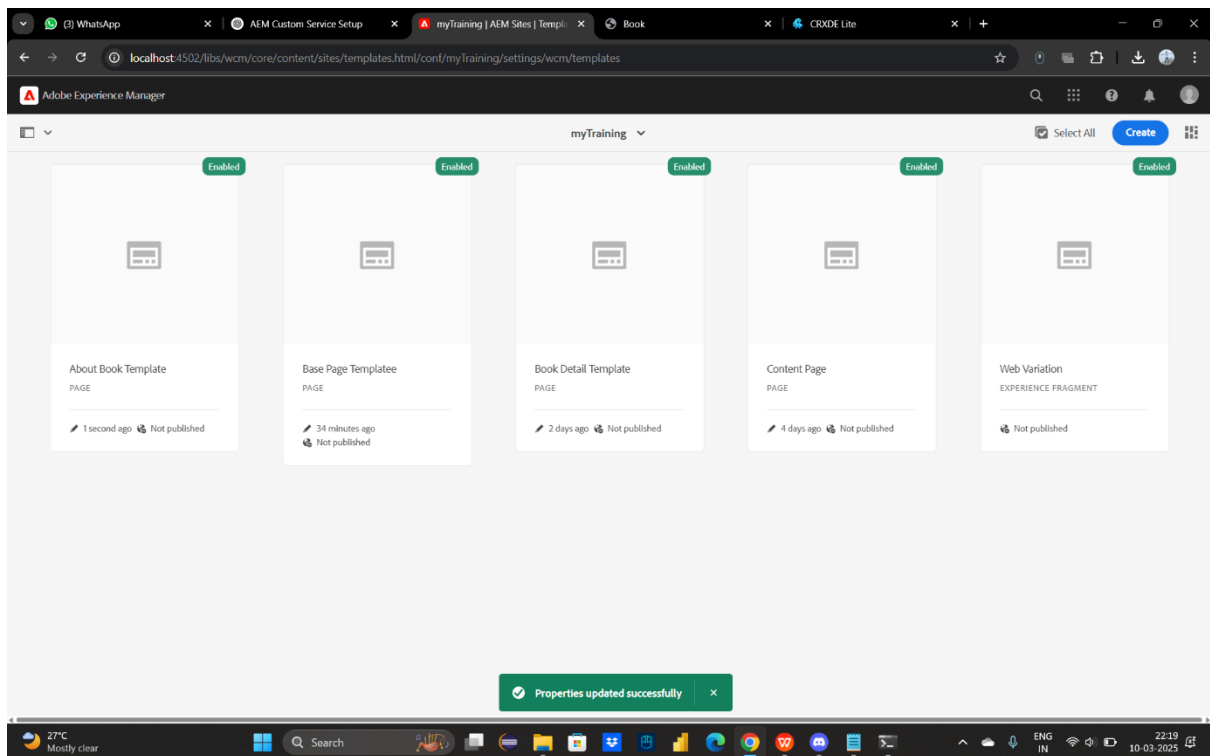 (3) WhatsApp
AEM Custom Service Setup
myTraining | AEM Sites | Templ
Book
CRXDE Lite
localhost:4502/libs/wcm/core/content/sites/templates.html/conf/myTraining/settings/wcm/templates
Adobe Experience Manager
myTraining
Select All
Create
Enabled
Enabled
Enabled
Enabled
Enabled
About Book Template
PAGE
1 second ago Not published
Base Page Templatee
PAGE
34 minutes ago
Not published
Book Detail Template
PAGE
2 days ago Not published
Content Page
PAGE
4 days ago Not published
Web Variation
EXPERIENCE FRAGMENT
Not published
Properties updated successfully
27°C
Mostly clear
Search
ENG
IN
22:19
10-03-2025